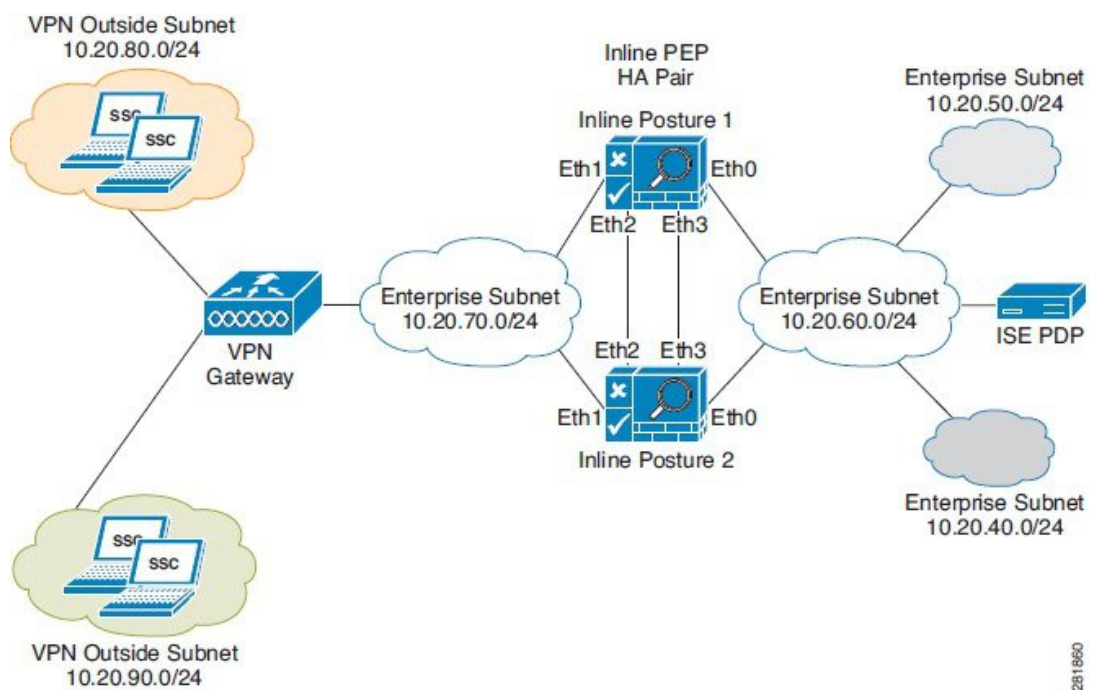 VPN Outside Subnet
10.20.80.0/24
SSC
SSC
Inline PEP
HA Pair
Inline Posture 1
Eth1
Eth0
Eth2
Eth3
Enterprise Subnet
10.20.50.0/24
VPN
Gateway
Enterprise Subnet
10.20.70.0/24
Enterprise Subnet
10.20.60.0/24
ISE PDP
Eth2
Eth3
Eth1
Eth0
Inline Posture 2
Enterprise Subnet
10.20.40.0/24
SSC
SSC
VPN Outside Subnet
10.20.90.0/24
281860